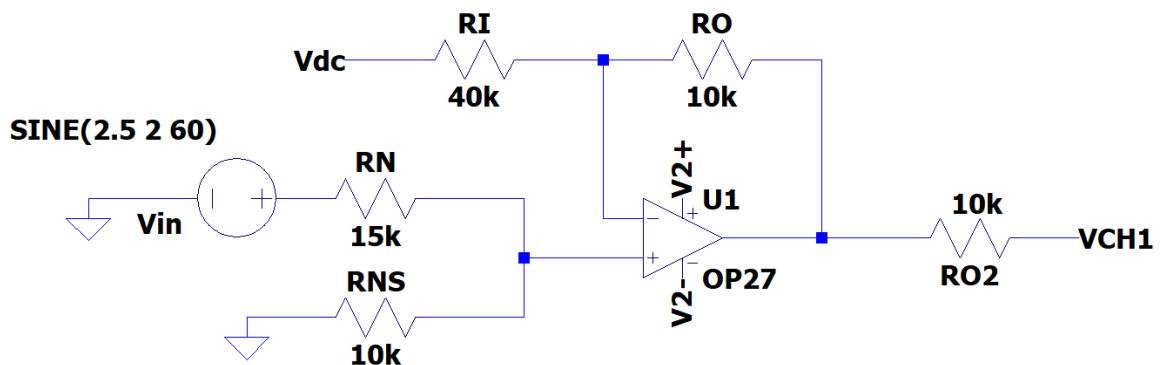 RI
RO
Vdc
40k
10k
SINE(2.5 2 60)
RN
V2+
U1
Vin
15k
10k
VCH1
RNS
V2-
OP27
RO2
10k